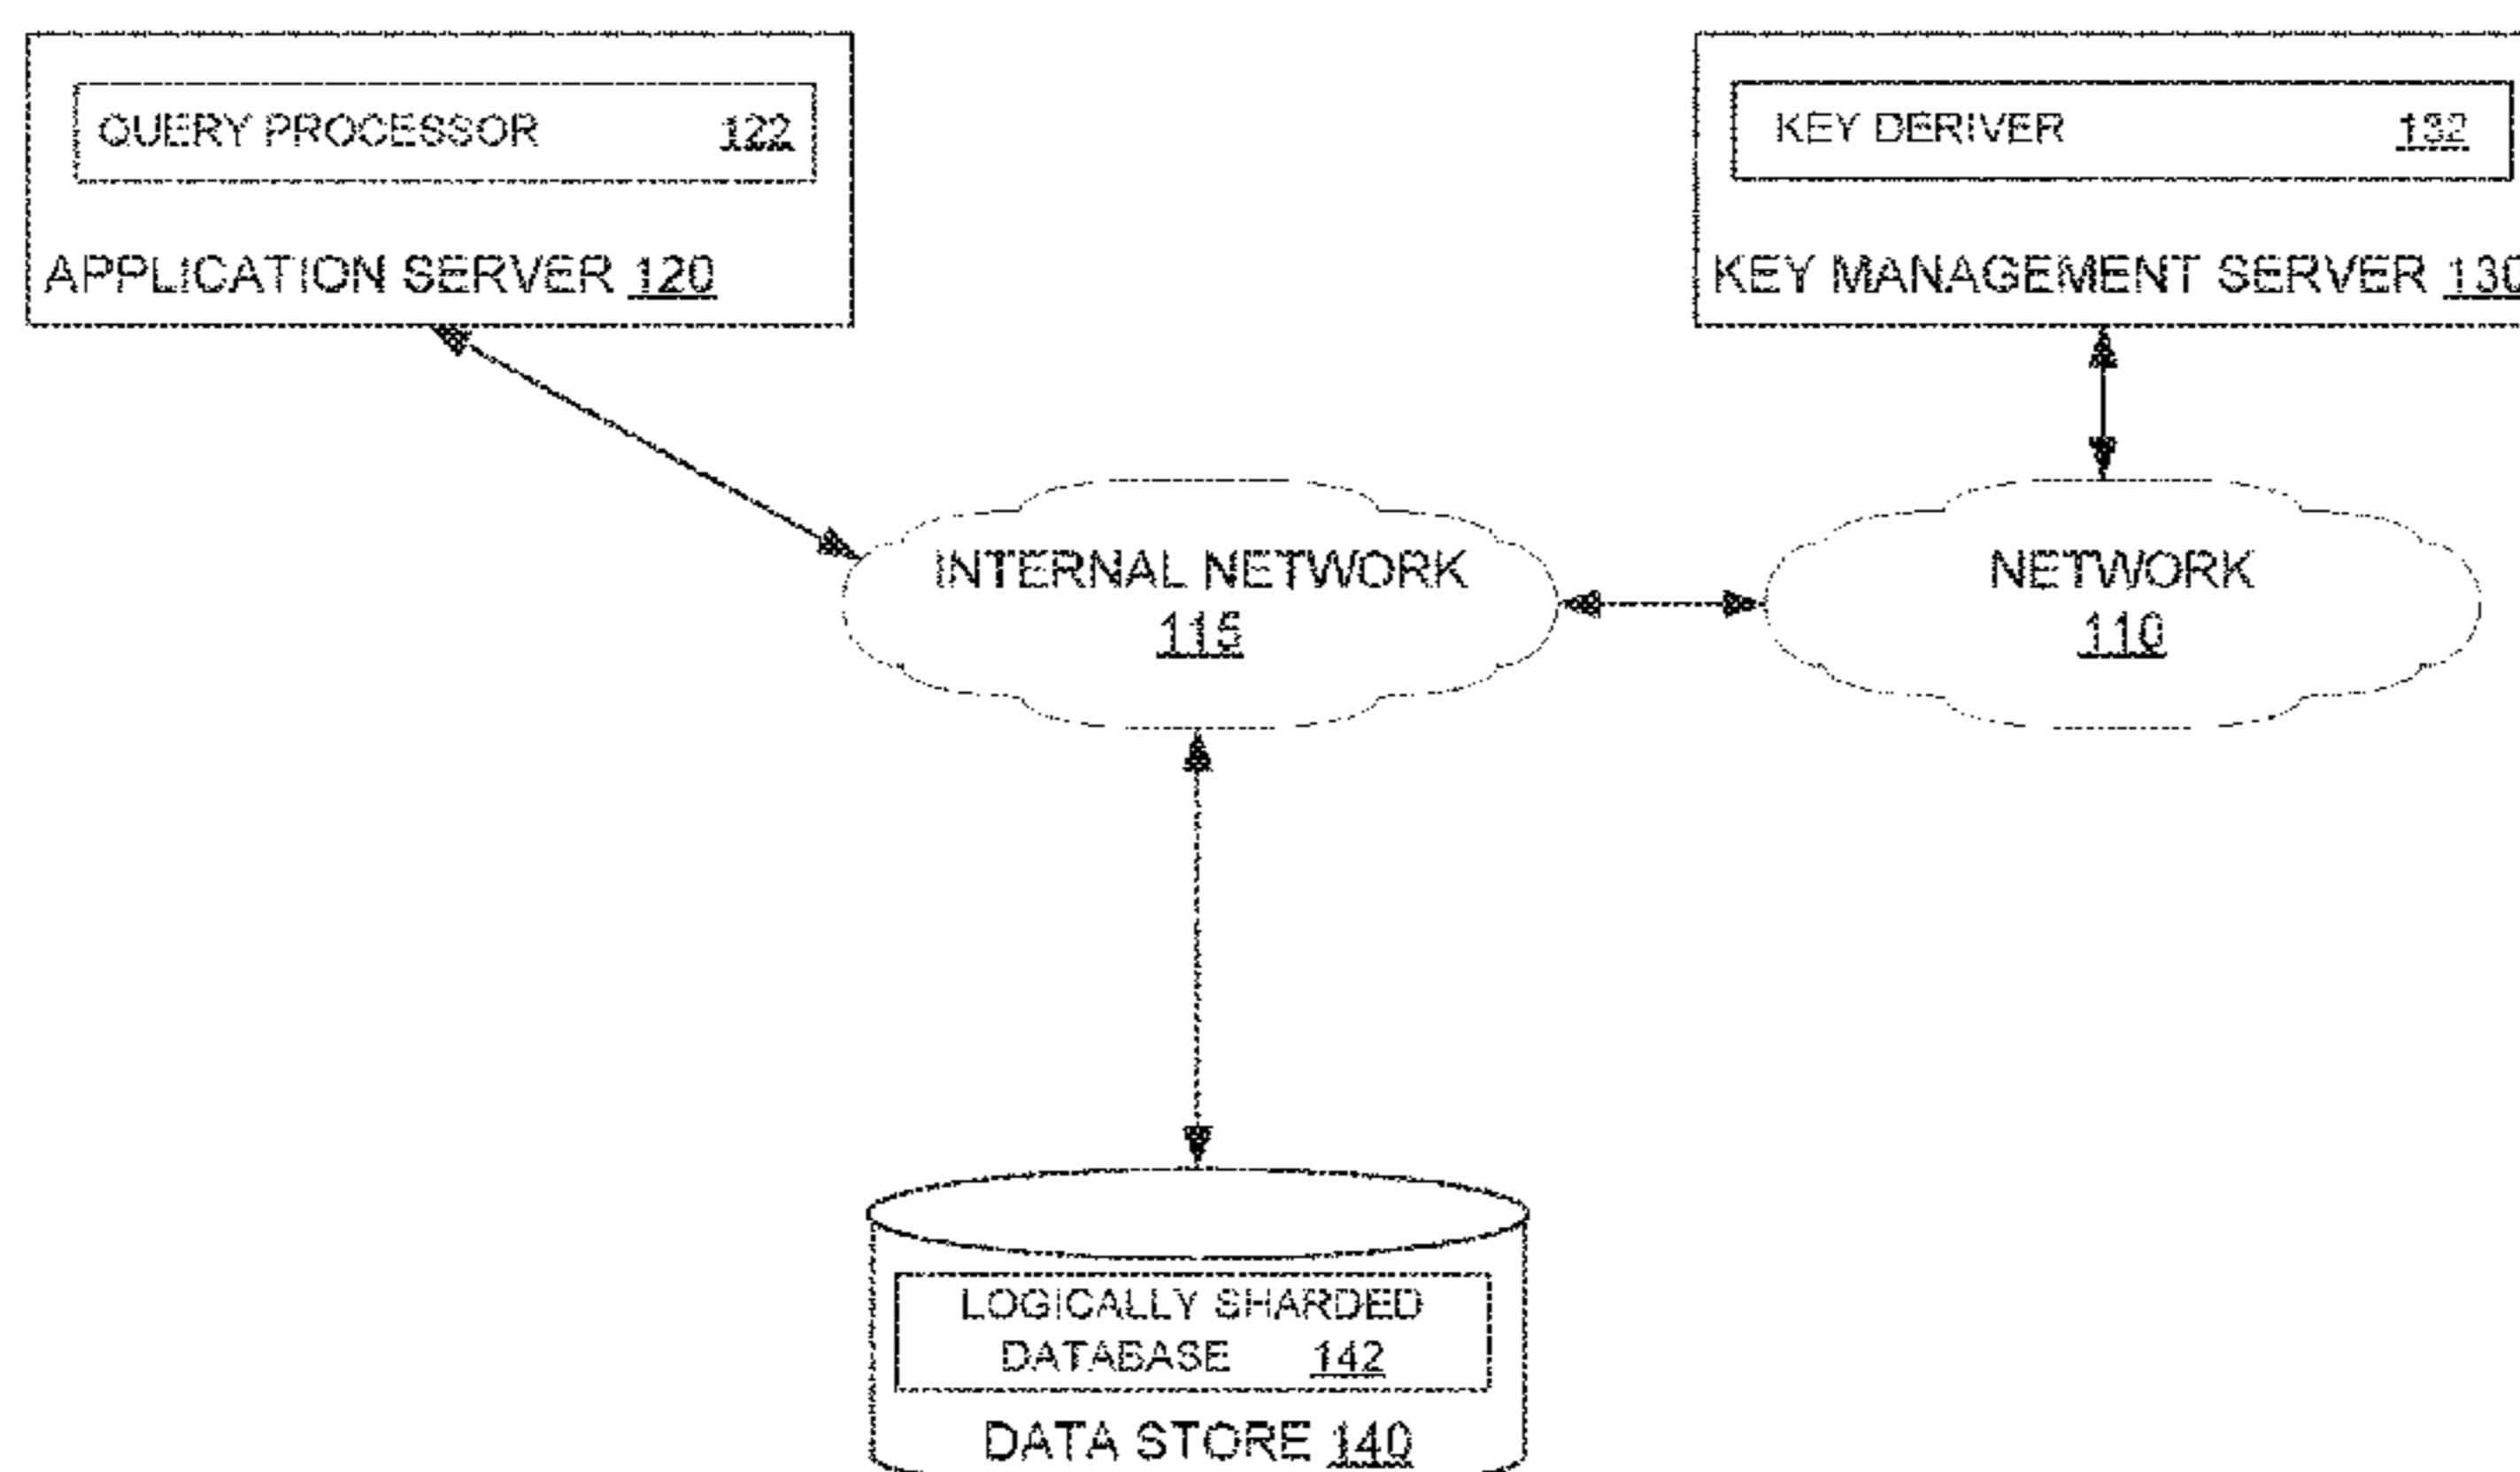 QUERY PROCESSOR 122
APPLICATION SERVER 120
KEY DERIVER 132
KEY MANAGEMENT SERVER 130
INTERNAL NETWORK
115
NETWORK
110
LOGICALLY SHARDED
DATABASE 142
DATA STORE 140